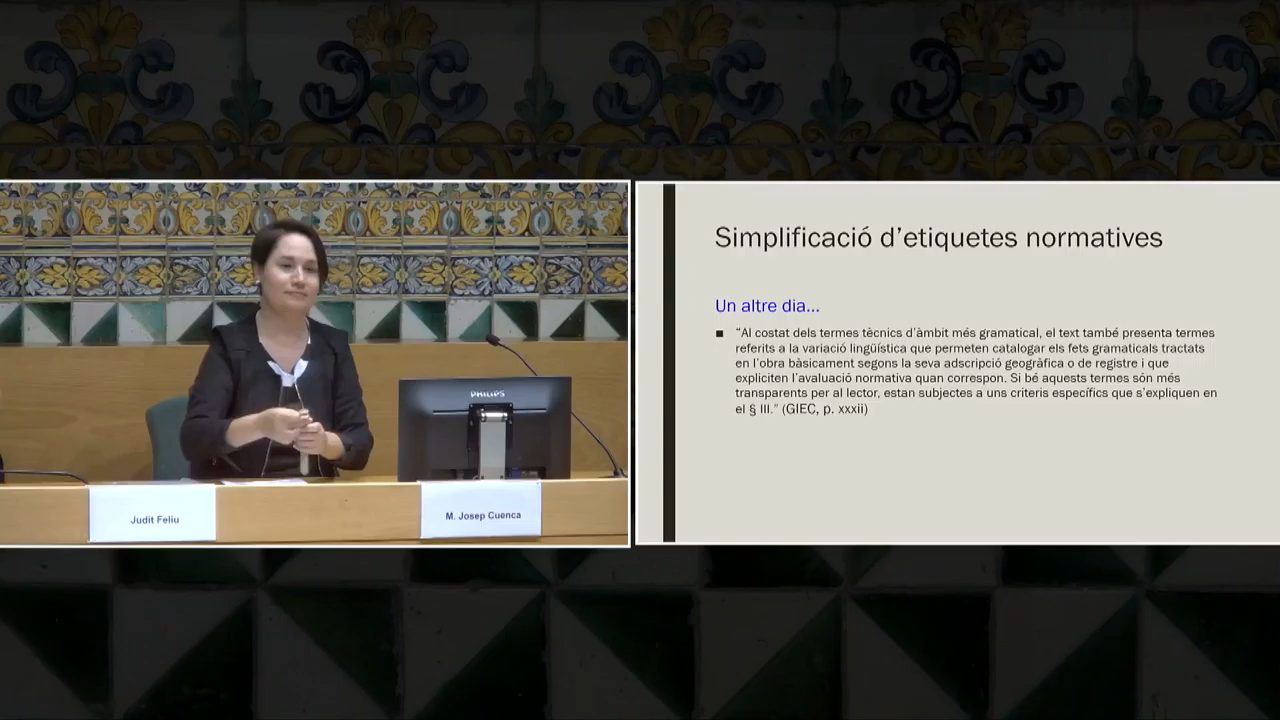 PHILIPS
Judit Feliu
M. Josep Cuenca
Simplificació d’etiquetes normatives
Un altre dia...
“Al costat dels termes tècnics d’àmbit més gramatical, el text també presenta termes
referits a la variació lingüística que permeten catalogar els fets gramaticals tractats
en l’obra bàsicament segons la seva adscripció geogràfica o de registre i que
expliciten l’avaluació normativa quan correspon. Si bé aquests termes són més
transparents per al lector, estan subjectes a uns criteris específics que s’expliquen en
el § III.” (GIEC, p. xxxii)